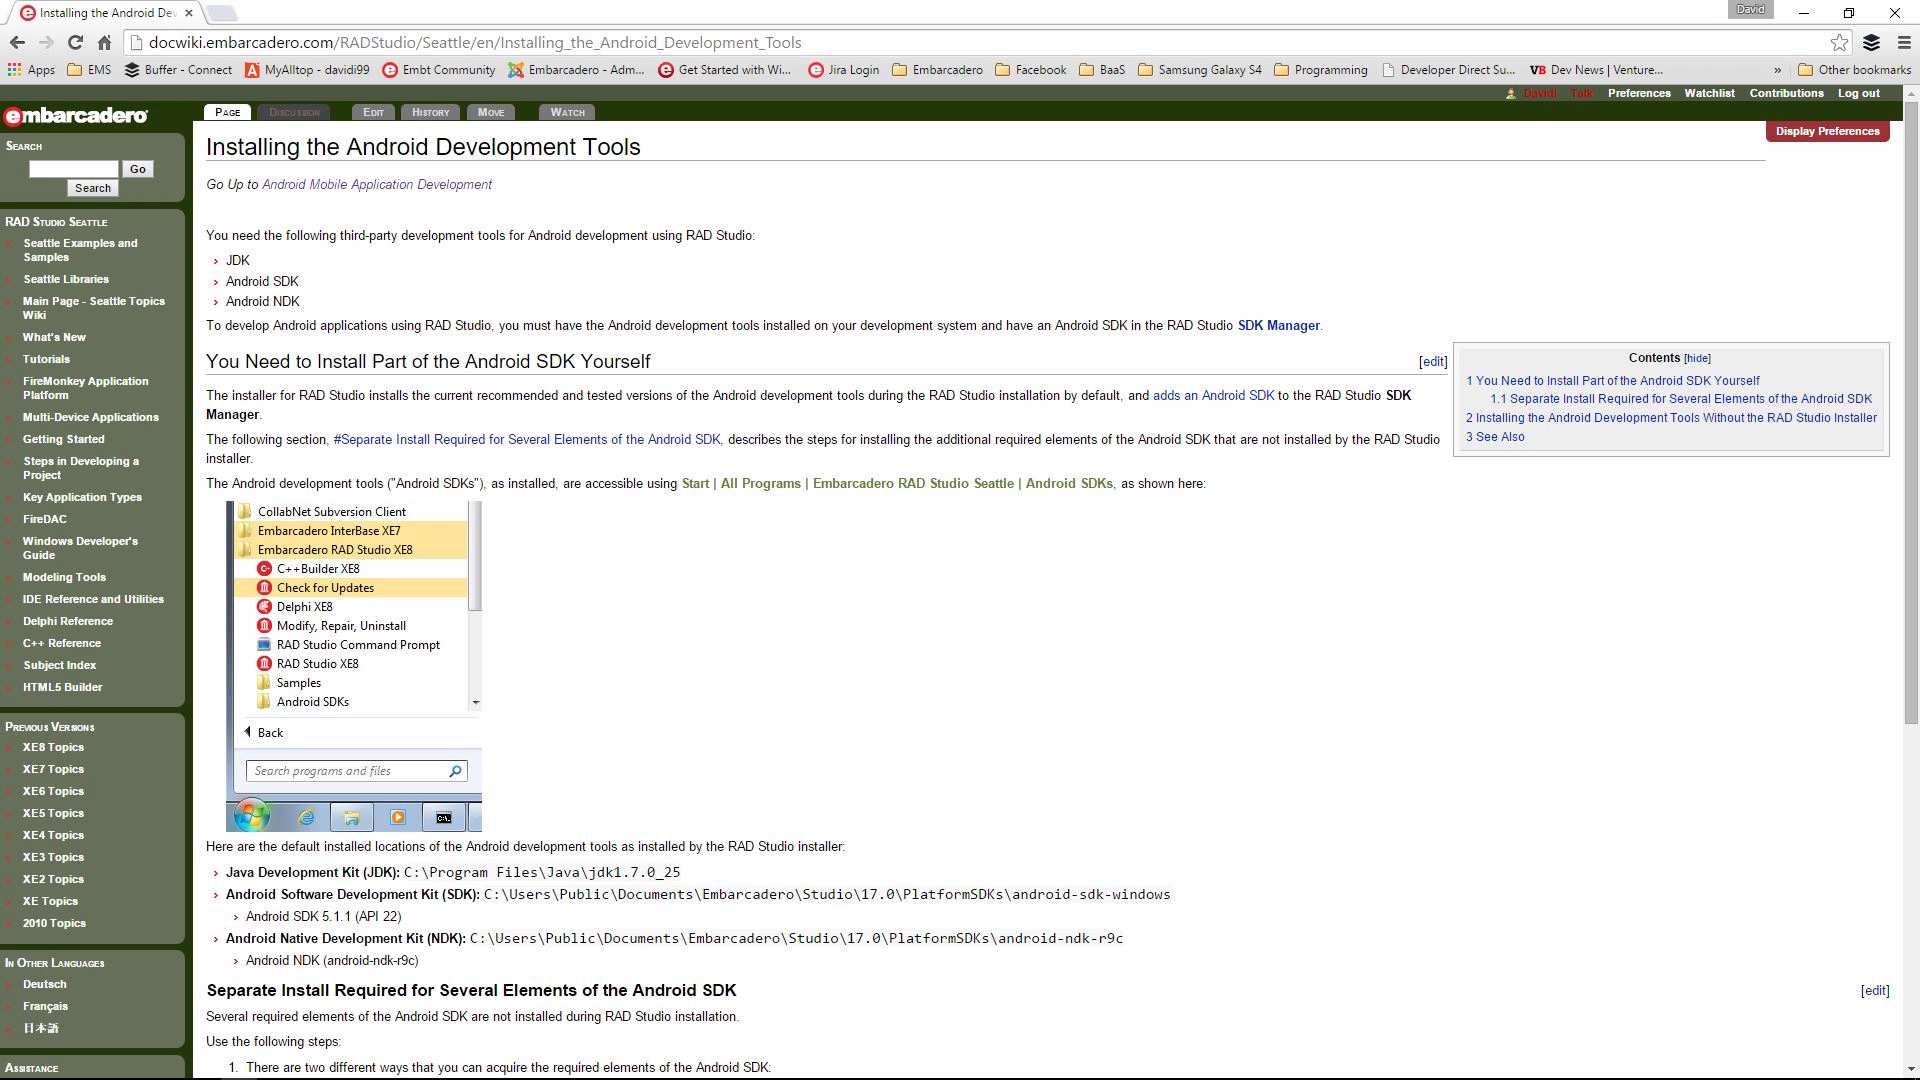 Installing the Android Dev
David
docwiki.embarcadero.com/RADStudio/Seattle/en/Installing_the_Android_Development_Tools
Apps EMS Buffer - Connect MyAlltop - davidi99 Embt Community Embarcadero - Adm... Get Started with Wi... Jira Login Embarcadero Facebook BaaS Samsung Galaxy S4 Programming Developer Direct Su... VB Dev News | Venture... » Other bookmarks
Davidi Talk Preferences Watchlist Contributions Log out
embarcadero
PAGE DISCUSSION EDIT HISTORY MOVE WATCH
Display Preferences
SEARCH
Go
Search
RAD STUDIO SEATTLE
Seattle Examples and
Samples
Seattle Libraries
Main Page - Seattle Topics
Wiki
What's New
Tutorials
FireMonkey Application
Platform
Multi-Device Applications
Getting Started
Steps in Developing a
Project
Key Application Types
FireDAC
Windows Developer's
Guide
Modeling Tools
IDE Reference and Utilities
Delphi Reference
C++ Reference
Subject Index
HTML5 Builder
PREVIOUS VERSIONS
XE8 Topics
XE7 Topics
XE6 Topics
XE5 Topics
XE4 Topics
XE3 Topics
XE2 Topics
XE Topics
2010 Topics
IN OTHER LANGUAGES
Deutsch
Français
日本語
ASSISTANCE
Installing the Android Development Tools
Go Up to Android Mobile Application Development
You need the following third-party development tools for Android development using RAD Studio:
› JDK
› Android SDK
› Android NDK
To develop Android applications using RAD Studio, you must have the Android development tools installed on your development system and have an Android SDK in the RAD Studio SDK Manager.
You Need to Install Part of the Android SDK Yourself [edit]
Contents [hide]
1 You Need to Install Part of the Android SDK Yourself
1.1 Separate Install Required for Several Elements of the Android SDK
2 Installing the Android Development Tools Without the RAD Studio Installer
3 See Also
The installer for RAD Studio installs the current recommended and tested versions of the Android development tools during the RAD Studio installation by default, and adds an Android SDK to the RAD Studio SDK
Manager.
The following section, #Separate Install Required for Several Elements of the Android SDK, describes the steps for installing the additional required elements of the Android SDK that are not installed by the RAD Studio
installer.
The Android development tools ("Android SDKs"), as installed, are accessible using Start | All Programs | Embarcadero RAD Studio Seattle | Android SDKs, as shown here:
CollabNet Subversion Client
Embarcadero InterBase XE7
Embarcadero RAD Studio XE8
C++Builder XE8
Check for Updates
Delphi XE8
Modify, Repair, Uninstall
RAD Studio Command Prompt
RAD Studio XE8
Samples
Android SDKs
Back
Search programs and files
Here are the default installed locations of the Android development tools as installed by the RAD Studio installer:
› Java Development Kit (JDK): C:\Program Files\Java\jdk1.7.0_25
› Android Software Development Kit (SDK): C:\Users\Public\Documents\Embarcadero\Studio\17.0\PlatformSDKs\android-sdk-windows
› Android SDK 5.1.1 (API 22)
› Android Native Development Kit (NDK): C:\Users\Public\Documents\Embarcadero\Studio\17.0\PlatformSDKs\android-ndk-r9c
› Android NDK (android-ndk-r9c)
Separate Install Required for Several Elements of the Android SDK [edit]
Several required elements of the Android SDK are not installed during RAD Studio installation.
Use the following steps:
1. There are two different ways that you can acquire the required elements of the Android SDK: